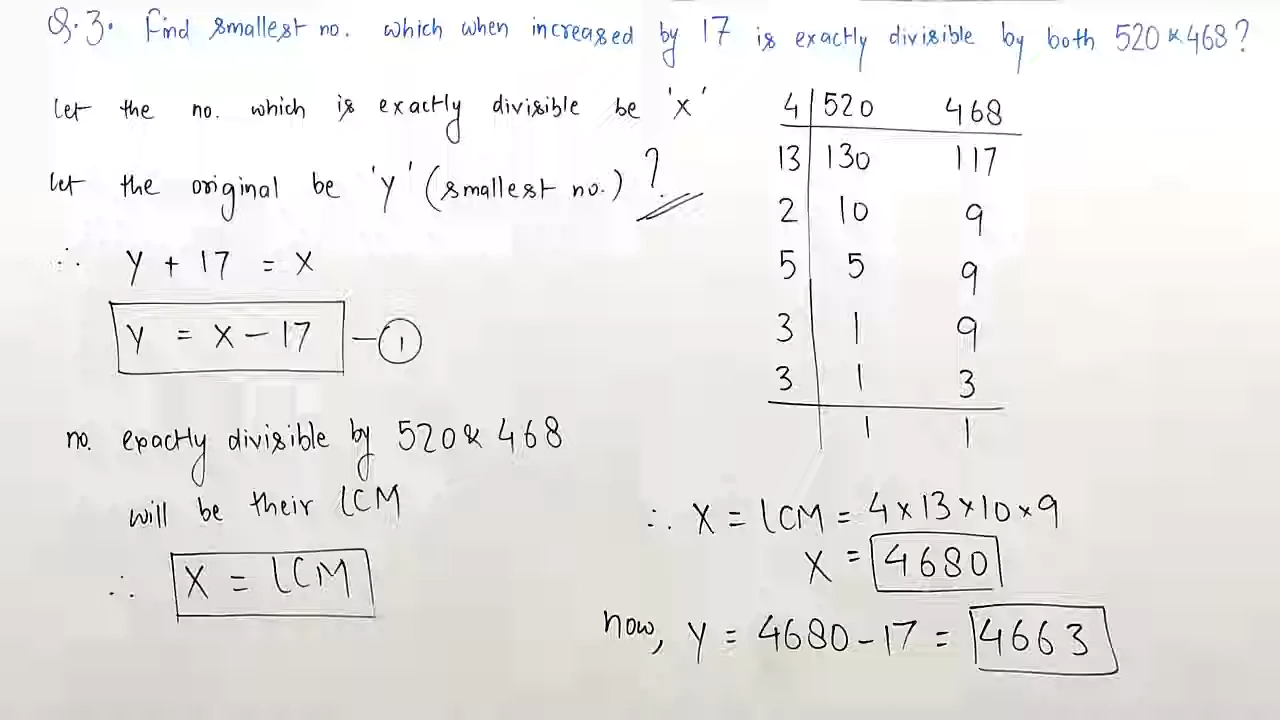 Q.3. Find smallest no. which when increased by 17 is exactly divisible by both 520 & 468?
let the no. which is exactly divisible be 'x'
let the original be 'y' (smallest no.) ?
∴ y + 17 = x
y = x - 17 - ①
no. exactly divisible by 520 & 468
will be their LCM
∴ x = LCM
4 | 520 468
13 | 130 117
2 | 10 9
5 | 5 9
3 | 1 9
3 | 1 3
| 1 1
∴ x = LCM = 4 × 13 × 10 × 9
x = 4680
now, y = 4680 - 17 = 4663